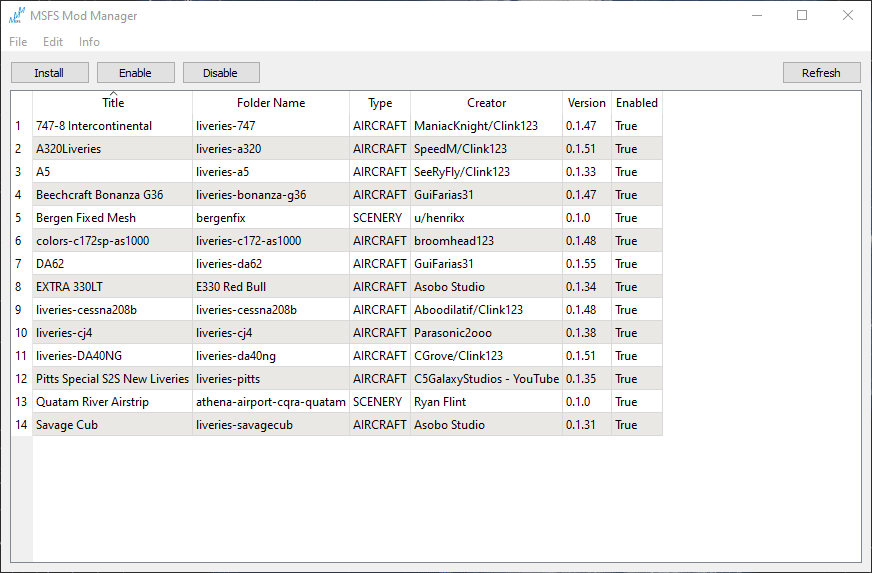 MSFS Mod Manager
File Edit Info
Install Enable Disable Refresh
Title Folder Name Type Creator Version Enabled
1 747-8 Intercontinental liveries-747 AIRCRAFT ManiacKnight/Clink123 0.1.47 True
2 A320Liveries liveries-a320 AIRCRAFT SpeedM/Clink123 0.1.51 True
3 A5 liveries-a5 AIRCRAFT SeeRyFly/Clink123 0.1.33 True
4 Beechcraft Bonanza G36 liveries-bonanza-g36 AIRCRAFT GuiFarias31 0.1.47 True
5 Bergen Fixed Mesh bergenfix SCENERY u/henrikx 0.1.0 True
6 colors-c172sp-as1000 liveries-c172-as1000 AIRCRAFT broomhead123 0.1.48 True
7 DA62 liveries-da62 AIRCRAFT GuiFarias31 0.1.55 True
8 EXTRA 330LT E330 Red Bull AIRCRAFT Asobo Studio 0.1.34 True
9 liveries-cessna208b liveries-cessna208b AIRCRAFT Aboodilatif/Clink123 0.1.48 True
10 liveries-cj4 liveries-cj4 AIRCRAFT Parasonic2ooo 0.1.38 True
11 liveries-DA40NG liveries-da40ng AIRCRAFT CGrove/Clink123 0.1.51 True
12 Pitts Special S2S New Liveries liveries-pitts AIRCRAFT C5GalaxyStudios - YouTube 0.1.35 True
13 Quatam River Airstrip athena-airport-cqra-quatam SCENERY Ryan Flint 0.1.0 True
14 Savage Cub liveries-savagecub AIRCRAFT Asobo Studio 0.1.31 True